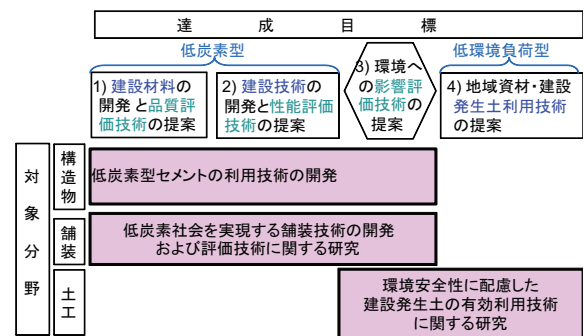 達成目標
低炭素型
低環境負荷型
1) 建設材料の
開発と品質評
価技術の提案
2) 建設技術の
開発と性能評価
技術の提案
3) 環境へ
の影響評
価技術の
提案
4) 地域資材・建設
発生土利用技術
の提案
対象分野
構造物
低炭素型セメントの利用技術の開発
舗装
低炭素社会を実現する舗装技術の開発
および評価技術に関する研究
土工
環境安全性に配慮した
建設発生土の有効利用技術
に関する研究